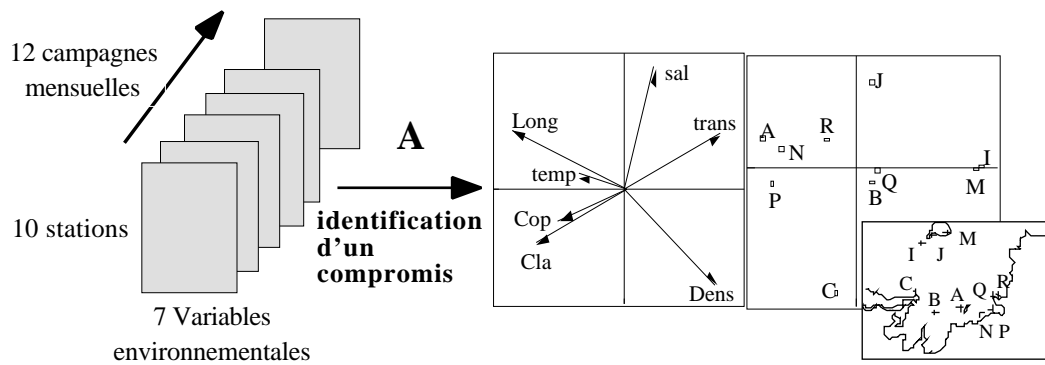 12 campagnes
mensuelles
10 stations
7 Variables
environnementales
A
identification
d'un
compromis
sal
Long
trans
temp
Cop
Cla
Dens
J
A
R
N
I
P
Q
M
B
C
M
I
J
C
R
Q
B
A
N P